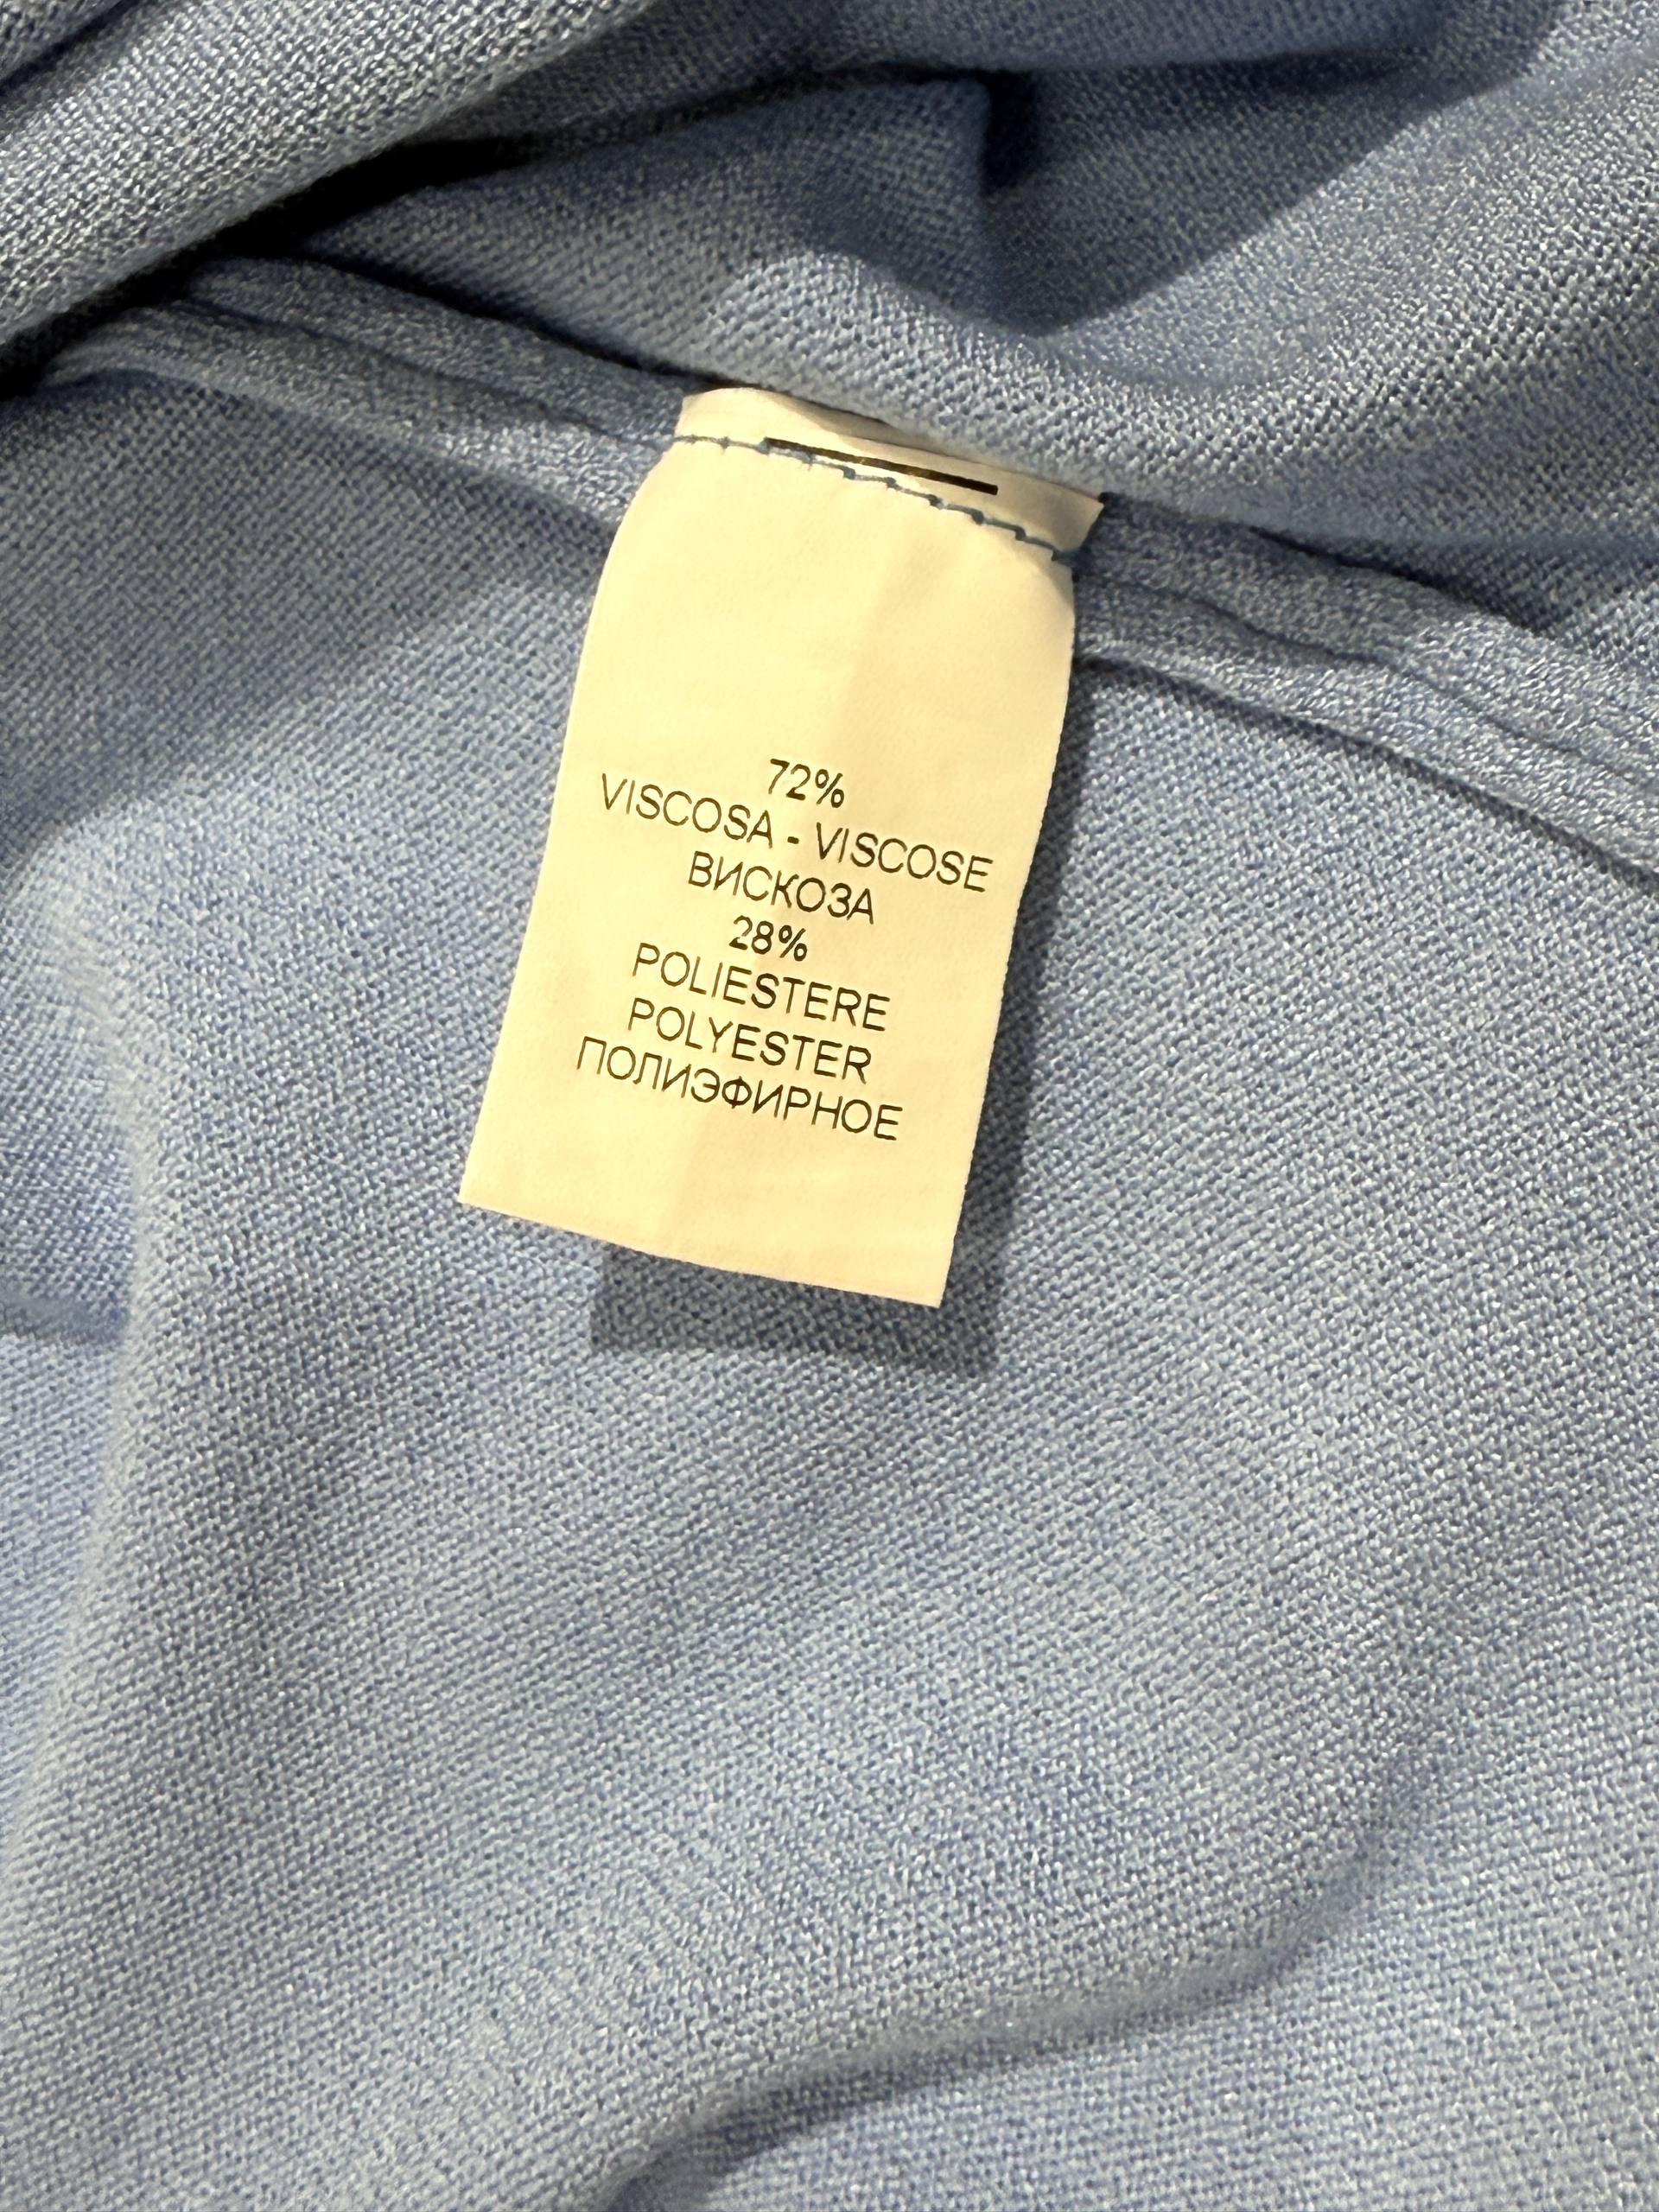 72%
VISCOSA - VISCOSE
ВИСКОЗА
28%
POLIESTERE
POLYESTER
ПОЛИЭФИРНОЕ